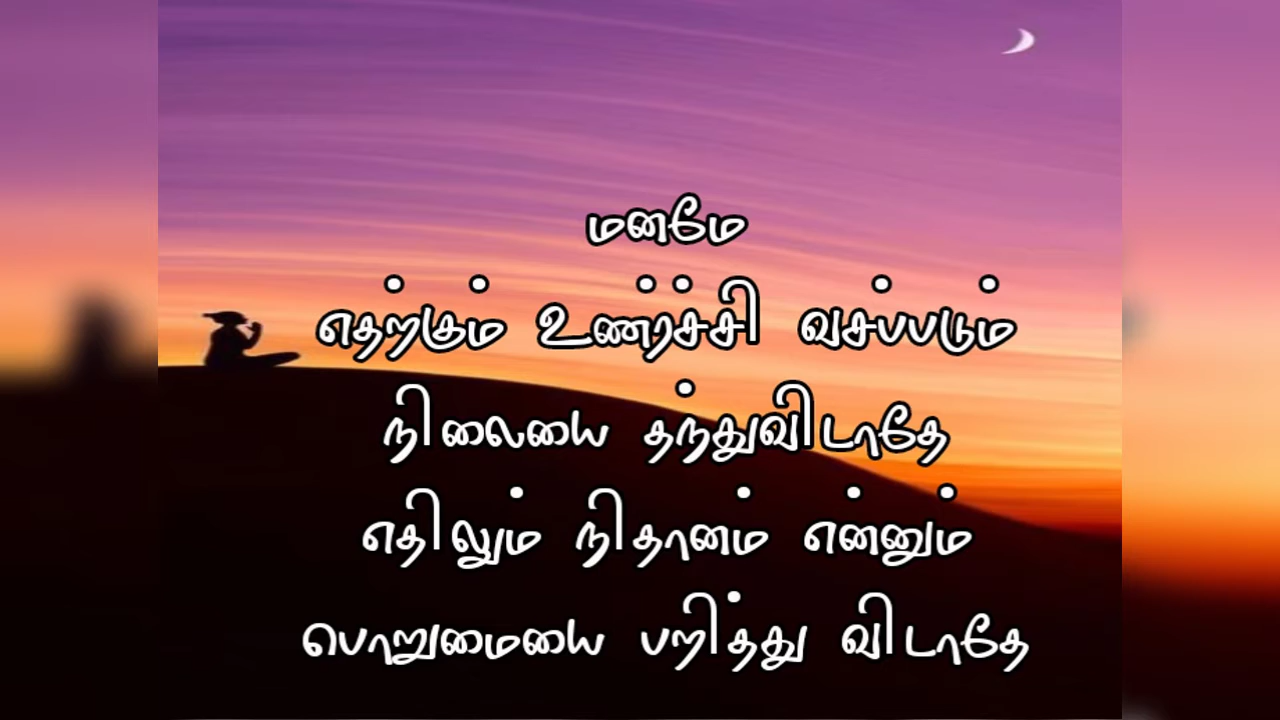 மனமே
எதற்கும் உணர்ச்சி வசப்படும்
நிலையை தந்துவிடாதே
எதிலும் நிதானம் என்னும்
பொறுமையை பறித்து விடாதே